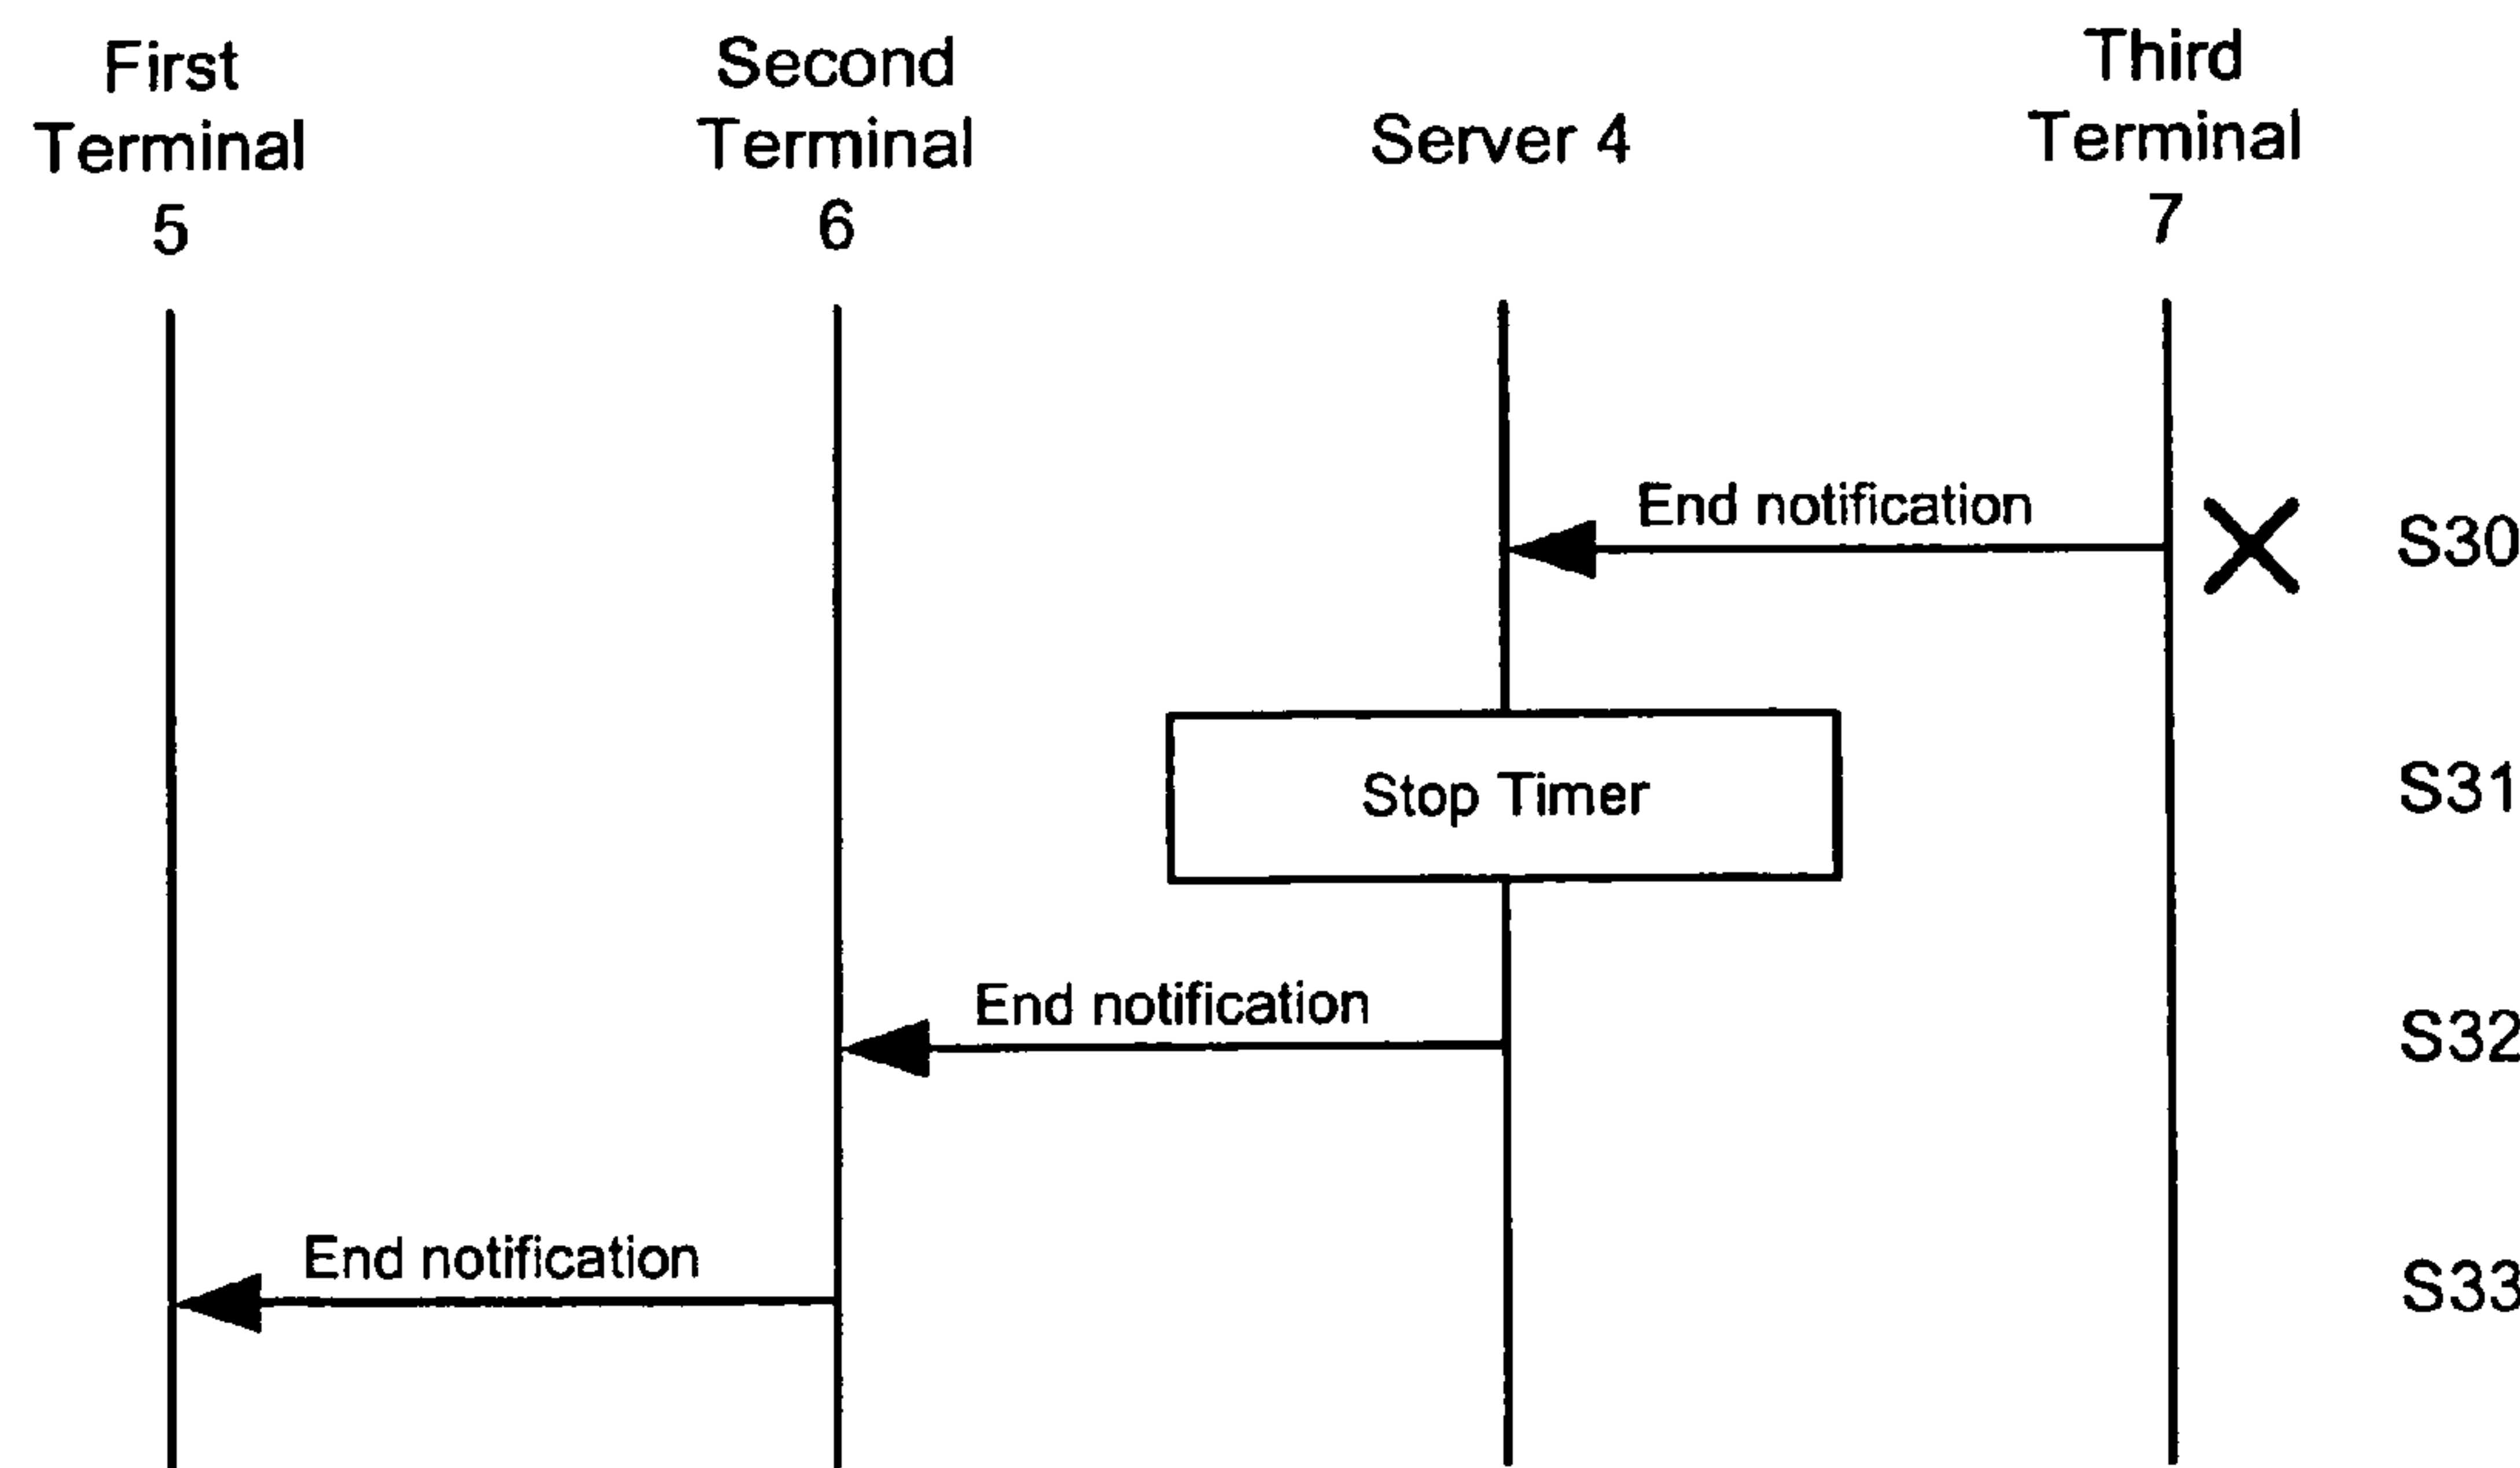 First
Terminal
5
Second
Terminal
6
Server 4
Third
Terminal
7
End notification
S30
Stop Timer
S31
End notification
S32
End notification
S33